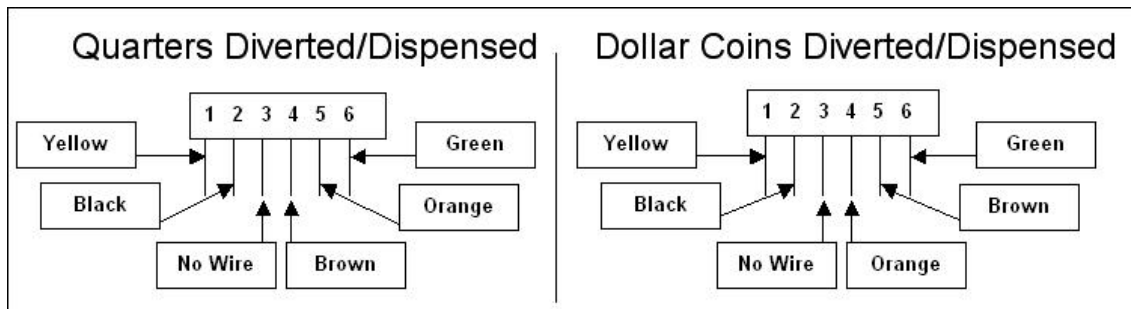 Quarters Diverted/Dispensed
1 2 3 4 5 6
Yellow
Green
Black
Orange
No Wire
Brown
Dollar Coins Diverted/Dispensed
1 2 3 4 5 6
Yellow
Green
Black
Brown
No Wire
Orange